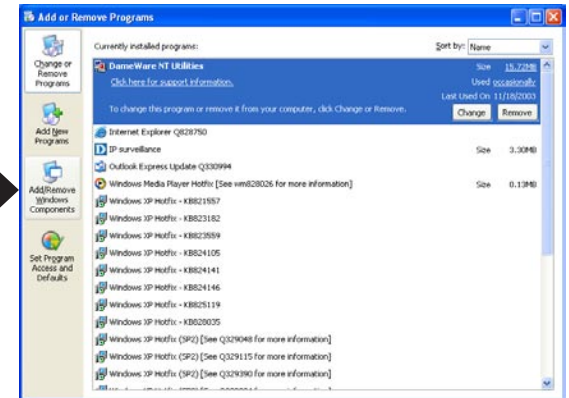 Add or Remove Programs
Change or
Remove
Programs
Add New
Programs
Add/Remove
Windows
Components
Set Program
Access and
Defaults
Currently installed programs:
Sort by: Name
DameWare NT Utilities
Size 15.72MB
Click here for support information.
Used occasionally
Last Used On 11/18/2003
To change this program or remove it from your computer, click Change or Remove.
Change Remove
Internet Explorer Q828750
IP surveillance
Size 3.30MB
Outlook Express Update Q330994
Windows Media Player Hotfix [See wm828026 for more information]
Size 0.13MB
Windows XP Hotfix - KB821557
Windows XP Hotfix - KB823182
Windows XP Hotfix - KB823559
Windows XP Hotfix - KB824105
Windows XP Hotfix - KB824141
Windows XP Hotfix - KB824146
Windows XP Hotfix - KB825119
Windows XP Hotfix - KB828035
Windows XP Hotfix (SP2) [See Q329048 for more information]
Windows XP Hotfix (SP2) [See Q329115 for more information]
Windows XP Hotfix (SP2) [See Q329390 for more information]